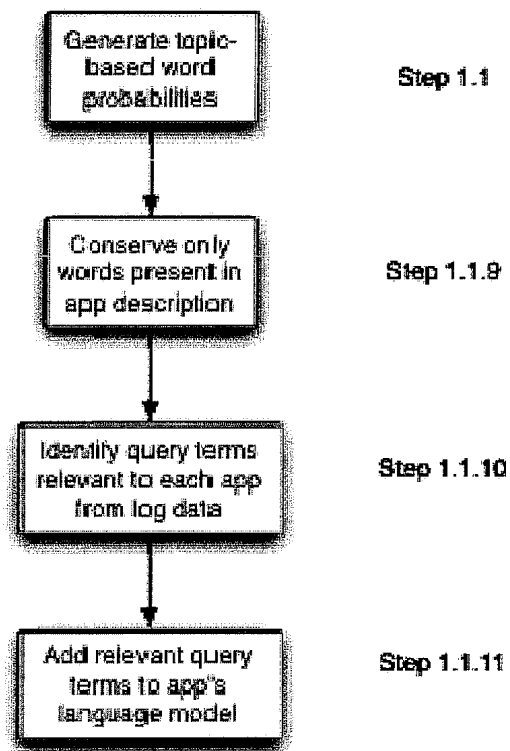 Generate topic-
based word
probabilities
Step 1.1
Conserve only
words present in
app description
Step 1.1.9
Identify query terms
relevant to each app
from log data
Step 1.1.10
Add relevant query
terms to app's
language model
Step 1.1.11